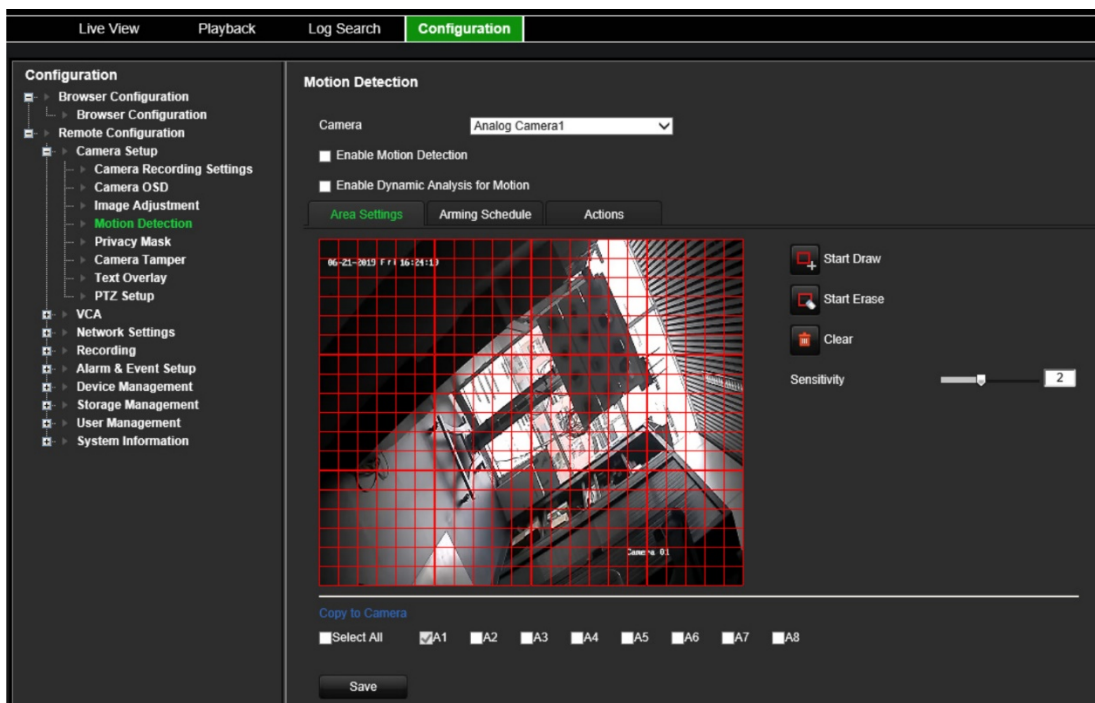 Live View Playback Log Search Configuration
Configuration
Browser Configuration
Browser Configuration
Remote Configuration
Camera Setup
Camera Recording Settings
Camera OSD
Image Adjustment
Motion Detection
Privacy Mask
Camera Tamper
Text Overlay
PTZ Setup
VCA
Network Settings
Recording
Alarm & Event Setup
Device Management
Storage Management
User Management
System Information
Motion Detection
Camera Analog Camera1
Enable Motion Detection
Enable Dynamic Analysis for Motion
Area Settings Arming Schedule Actions
06-21-2019 Fri 16:24:19
Camera 01
Start Draw
Start Erase
Clear
Sensitivity 2
Copy to Camera
Select All A1 A2 A3 A4 A5 A6 A7 A8
Save